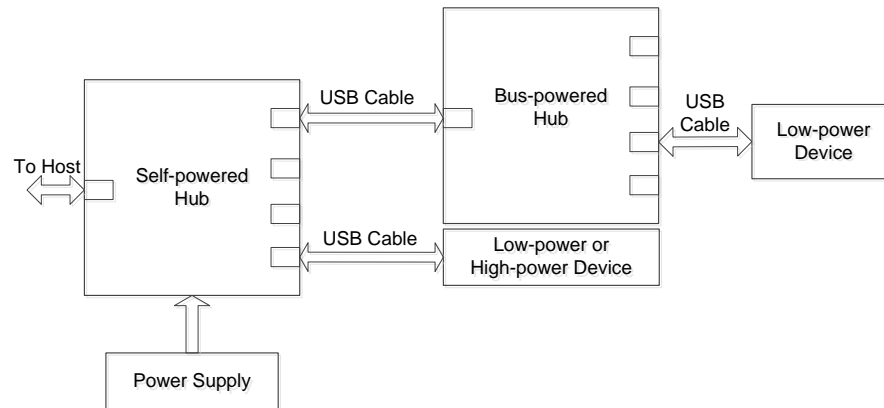 USB Cable
Bus-powered
Hub
USB
Cable
Low-power
Device
To Host
Self-powered
Hub
USB Cable
Low-power or
High-power Device
Power Supply